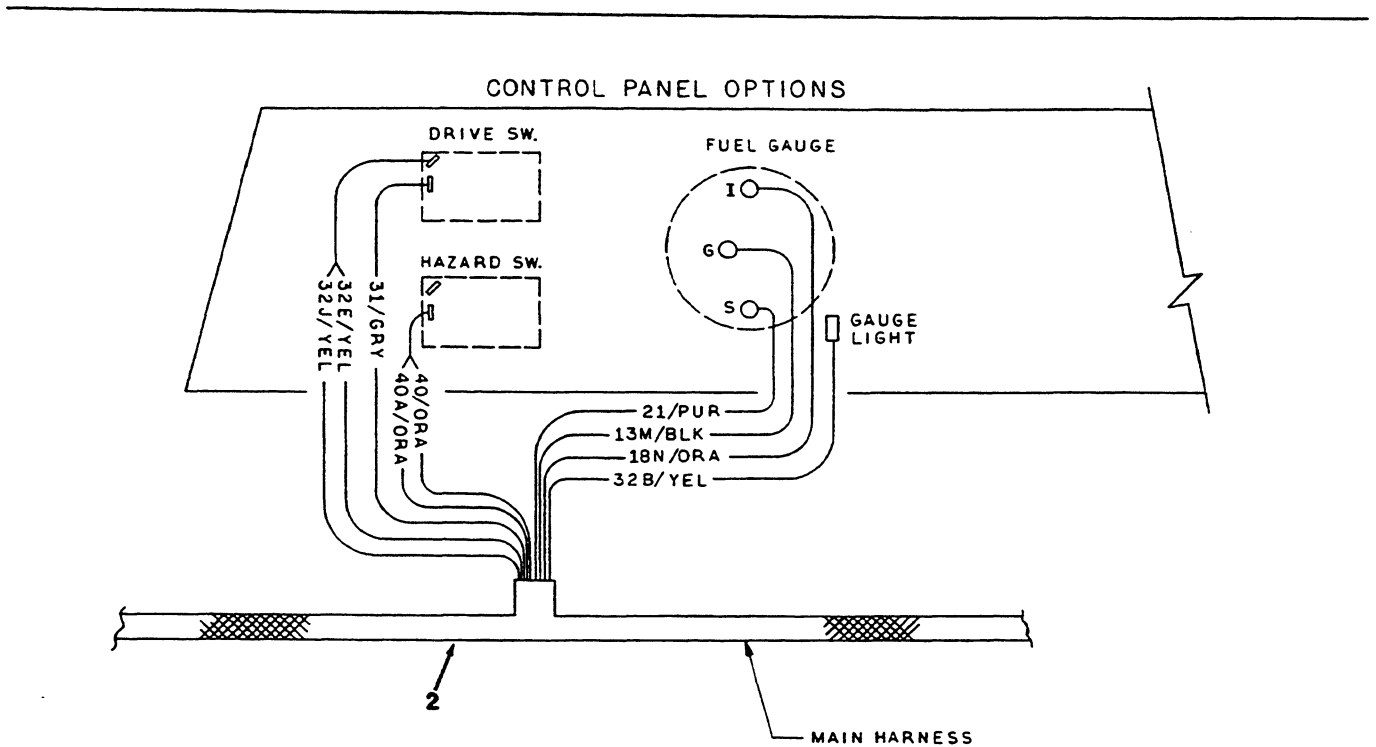 CONTROL PANEL OPTIONS
DRIVE SW.
FUEL GAUGE
I
G
HAZARD SW.
S
GAUGE
LIGHT
32J/YEL
32E/YEL
31/GRY
40A/ORA
40/ORA
21/PUR
13M/BLK
18N/ORA
32B/YEL
2
MAIN HARNESS